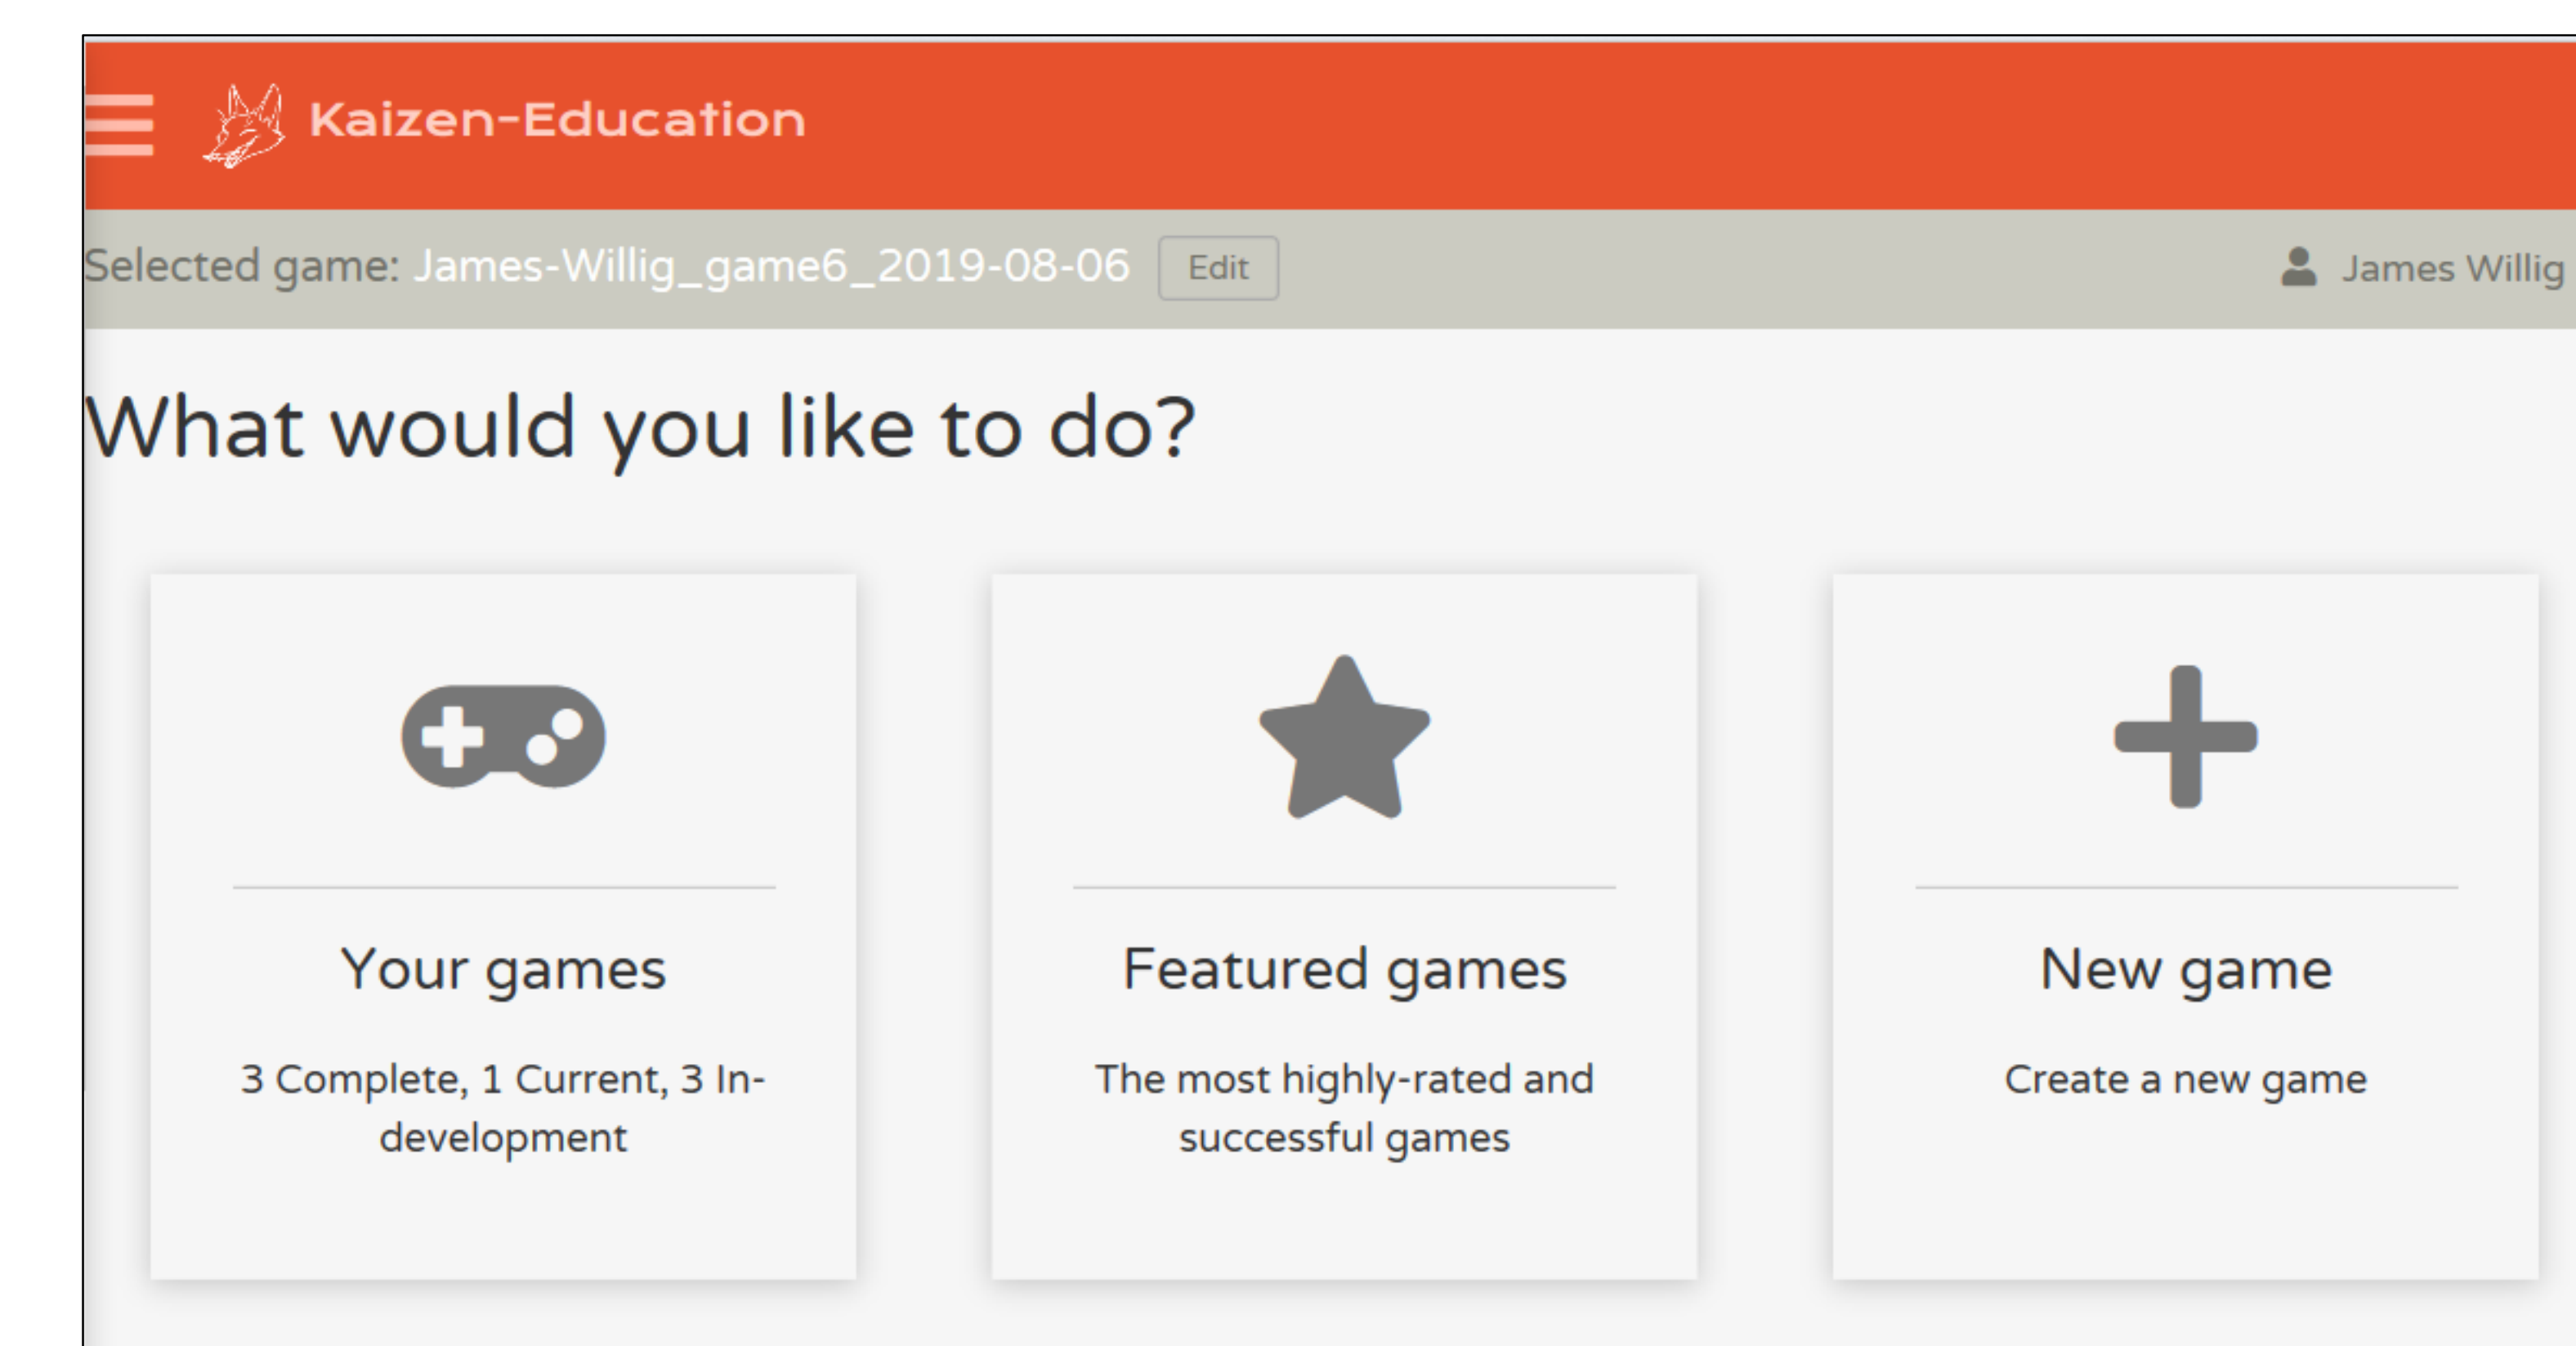 Kaizen-Education
Selected game: James-Willig_game6_2019-08-06 Edit James Willig
What would you like to do?
Your games
3 Complete, 1 Current, 3 In-
development
Featured games
The most highly-rated and
successful games
New game
Create a new game